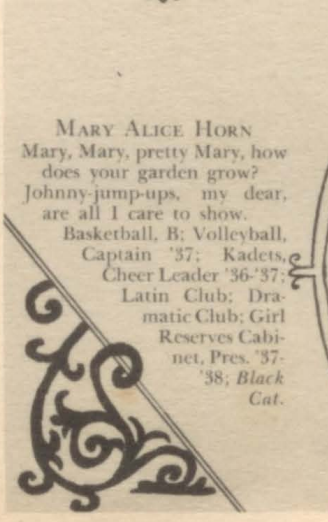 MARY ALICE HORN
Mary, Mary, pretty Mary, how
does your garden grow?
Johnny-jump-ups, my dear,
are all I care to show.
Basketball, B; Volleyball,
Captain '37; Kadets,
Cheer Leader '36-'37;
Latin Club; Dra-
matic Club; Girl
Reserves Cabi-
net, Pres. '37-
'38; Black
Cat.